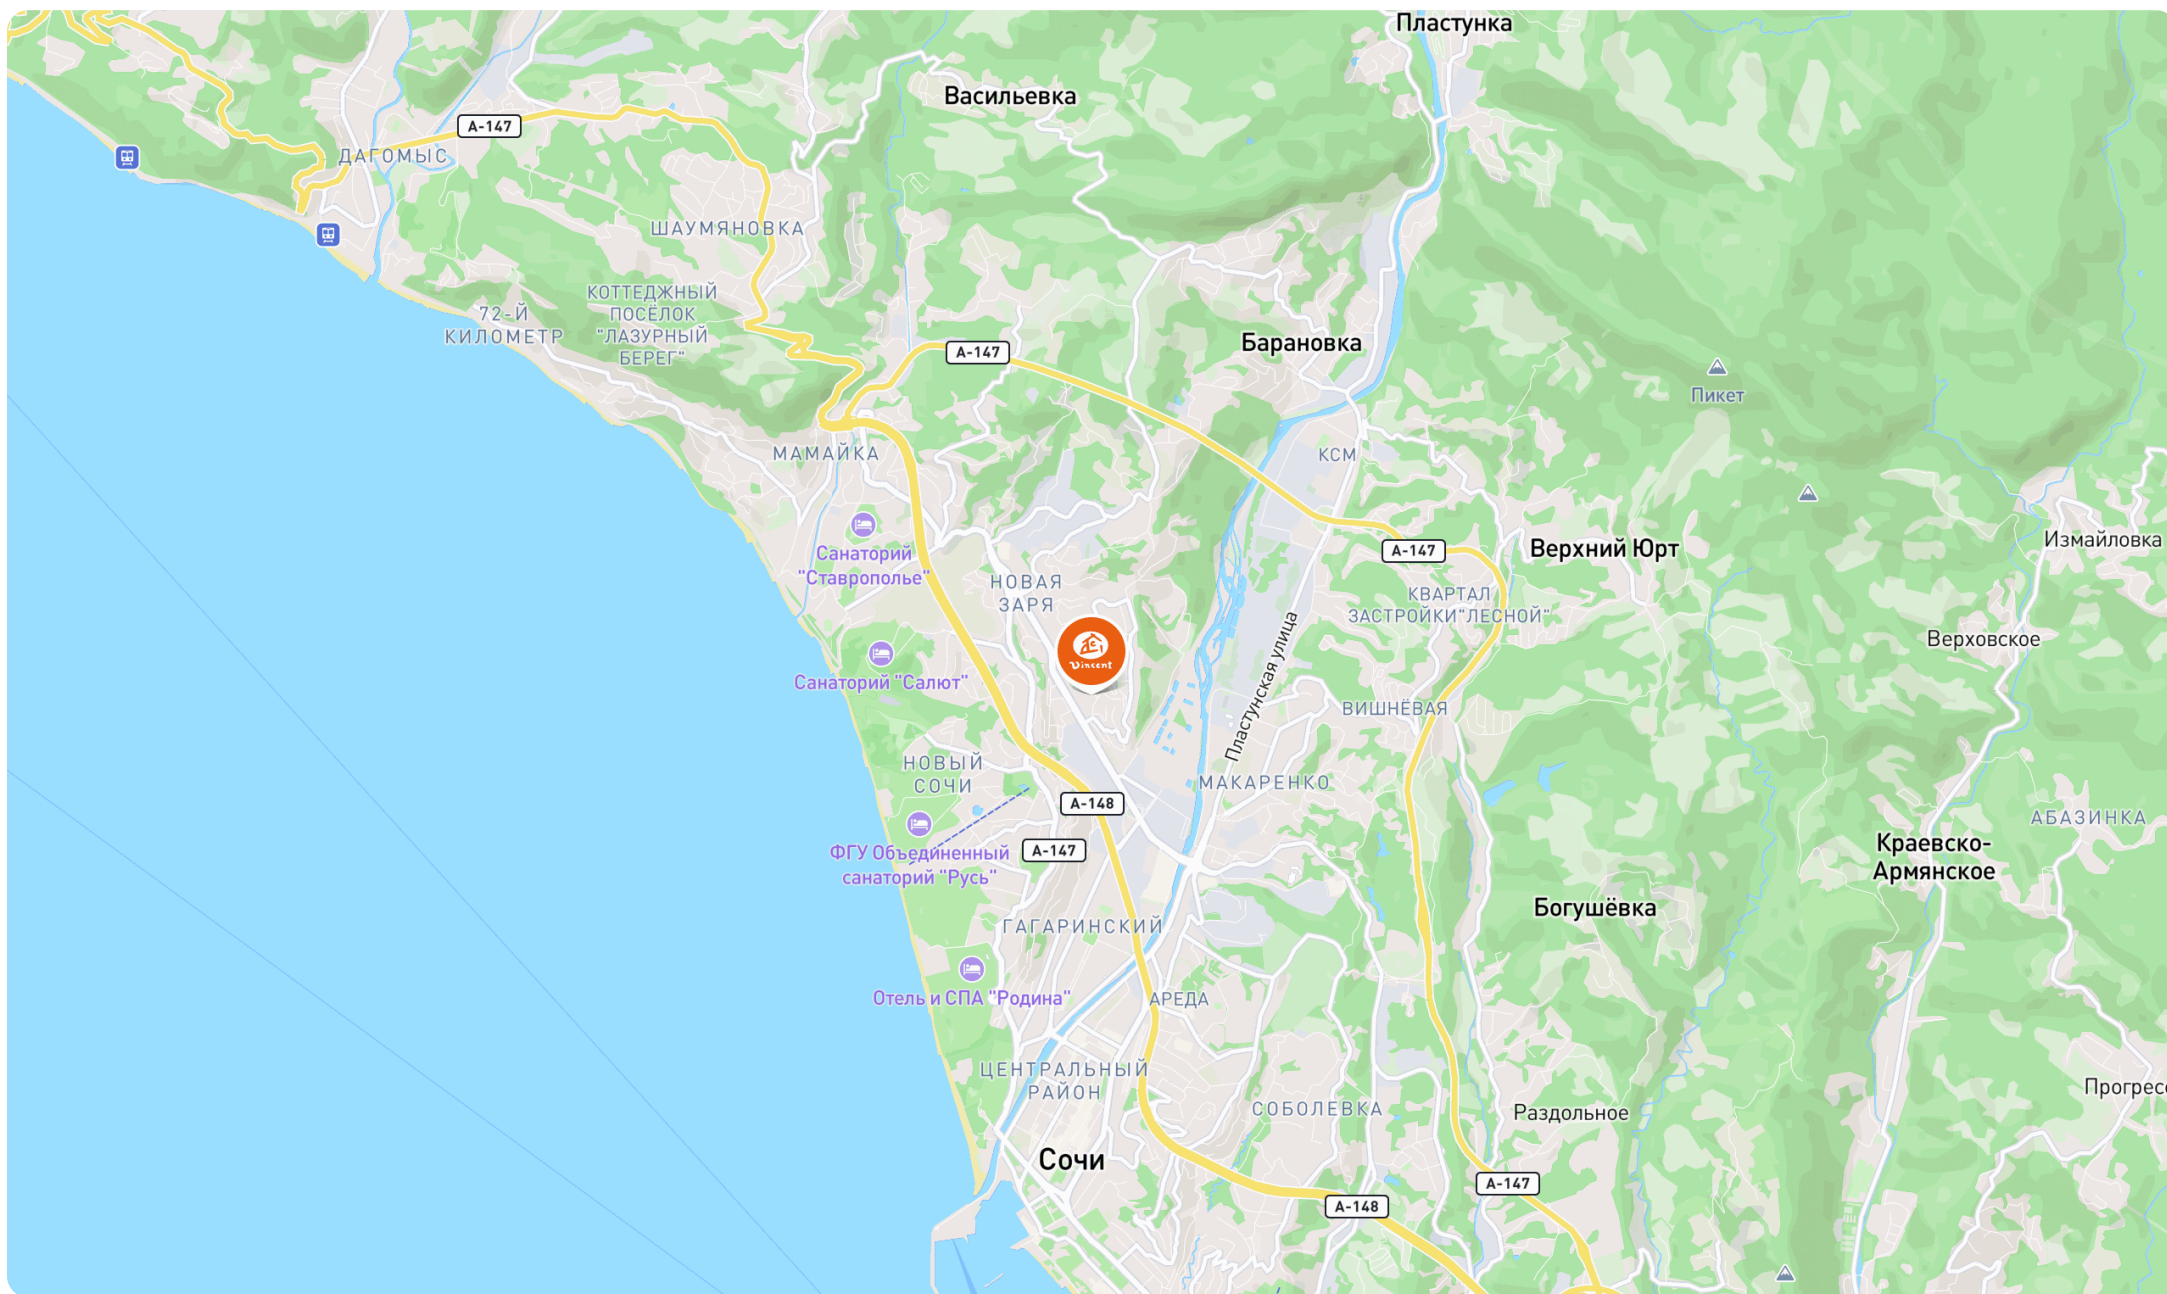 Пластунка
Васильевка
А-147
ДАГОМЫС
ШАУМЯНОВКА
КОТТЕДЖНЫЙ
ПОСЁЛОК
"ЛАЗУРНЫЙ
БЕРЕГ"
72-Й
КИЛОМЕТР
Барановка
А-147
Пикет
МАМАЙКА
КСМ
Санаторий
"Ставрополье"
А-147
Верхний Юрт
Измайловка
НОВАЯ
ЗАРЯ
КВАРТАЛ
ЗАСТРОЙКИ"ЛЕСНОЙ"
Верховское
Vincent
Санаторий "Салют"
Пластунская улица
ВИШНЁВАЯ
НОВЫЙ
СОЧИ
МАКАРЕНКО
А-148
АБАЗИНКА
А-147
ФГУ Объединенный
санаторий "Русь"
Краевско-
Армянское
Богушёвка
ГАГАРИНСКИЙ
Отель и СПА "Родина"
АРЕДА
ЦЕНТРАЛЬНЫЙ
РАЙОН
Прогресс
СОБОЛЕВКА
Раздольное
Сочи
А-147
А-148